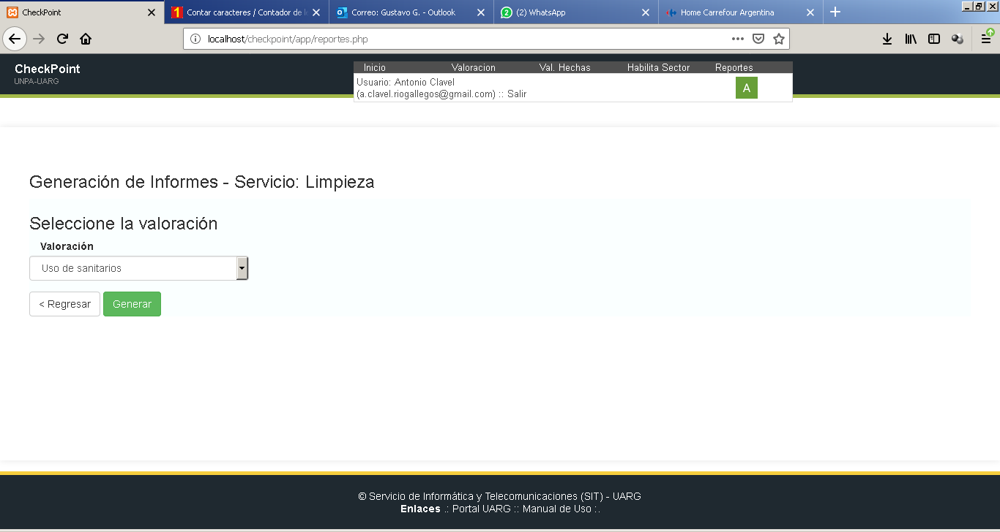 CheckPoint
Contar caracteres / Contador de l
Correo: Gustavo G. - Outlook
(2) WhatsApp
Home Carrefour Argentina
localhost/checkpoint/app/reportes.php
CheckPoint
UNPA-UARG
Inicio Valoracion Val. Hechas Habilita Sector Reportes
Usuario: Antonio Clavel
(a.clavel.riogallegos@gmail.com) :: Salir
A
Generación de Informes - Servicio: Limpieza
Seleccione la valoración
Valoración
Uso de sanitarios
< Regresar Generar
© Servicio de Informática y Telecomunicaciones (SIT) - UARG
Enlaces .: Portal UARG :: Manual de Uso :.